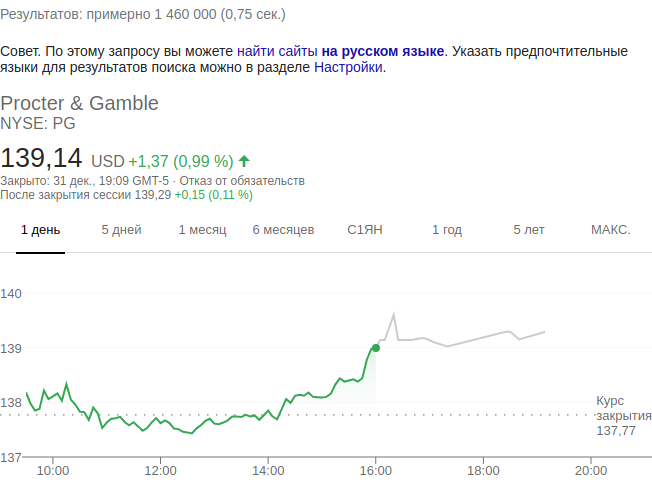 Результатов: примерно 1 460 000 (0,75 сек.)
Совет. По этому запросу вы можете найти сайты на русском языке. Указать предпочтительные
языки для результатов поиска можно в разделе Настройки.
Procter & Gamble
NYSE: PG
139,14 USD +1,37 (0,99 %)
Закрыто: 31 дек., 19:09 GMT-5 · Отказ от обязательств
После закрытия сессии 139,29 +0,15 (0,11 %)
1 день 5 дней 1 месяц 6 месяцев С1ЯН 1 год 5 лет МАКС.
140
139
138
Курс
закрытия
137,77
137
10:00 12:00 14:00 16:00 18:00 20:00